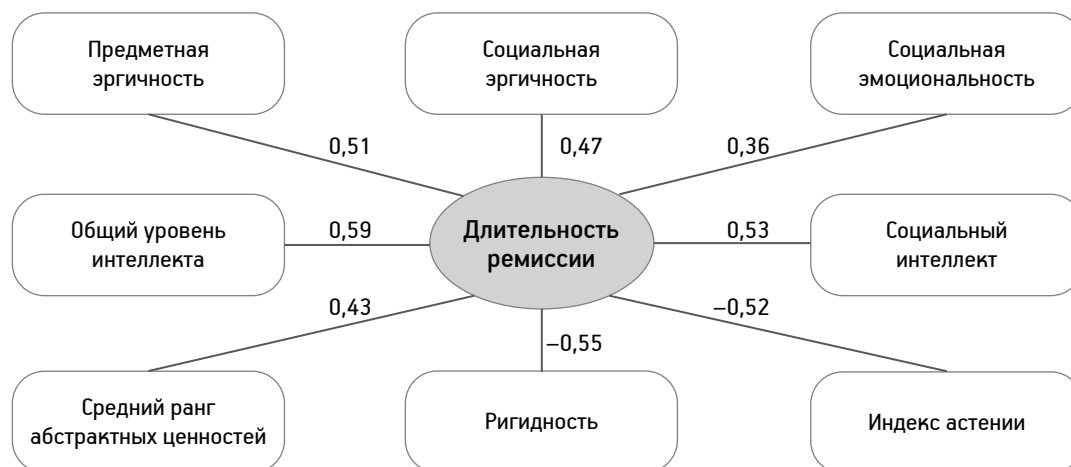 Предметная
эргичность
Социальная
эргичность
Социальная
эмоциональность
0,51
0,47
0,36
Общий уровень
интеллекта
0,59
Длительность
ремиссии
0,53
Социальный
интеллект
0,43
–0,55
–0,52
Средний ранг
абстрактных ценностей
Ригидность
Индекс астении